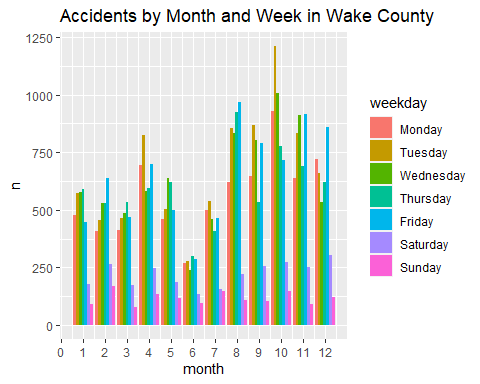 Accidents by Month and Week in Wake County
1250
1000
750
500
250
0
n
0 1 2 3 4 5 6 7 8 9 10 11 12
month
weekday
Monday
Tuesday
Wednesday
Thursday
Friday
Saturday
Sunday